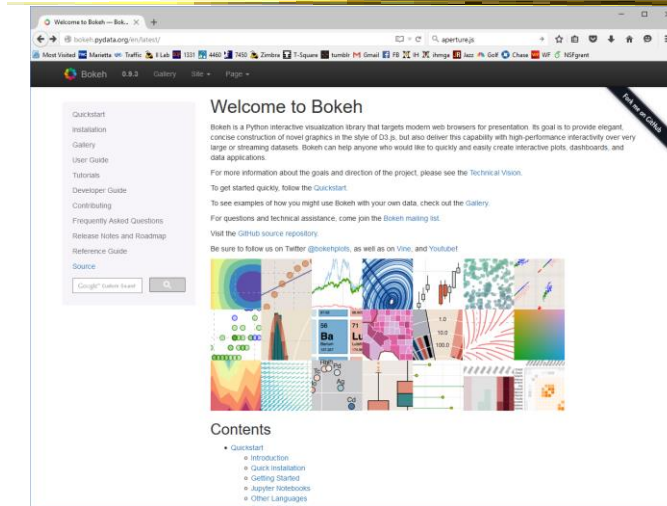 Welcome to Bokeh — Bok...
bokeh.pydata.org/en/latest/
aperture.js
Most Visited Marietta Traffic Il Lab 1331 4460 7450 Zimbra T-Square tumblr Gmail FB IH ihmga Jazz Golf Chase WF NSFgrant
Bokeh 0.9.3 Gallery Site Page
Fork me on GitHub
Quickstart
Installation
Gallery
User Guide
Tutorials
Developer Guide
Contributing
Frequently Asked Questions
Release Notes and Roadmap
Reference Guide
Source
Google™ Custom Search
Welcome to Bokeh
Bokeh is a Python interactive visualization library that targets modern web browsers for presentation. Its goal is to provide elegant,
concise construction of novel graphics in the style of D3.js, but also deliver this capability with high-performance interactivity over very
large or streaming datasets. Bokeh can help anyone who would like to quickly and easily create interactive plots, dashboards, and
data applications.
For more information about the goals and direction of the project, please see the Technical Vision.
To get started quickly, follow the Quickstart.
To see examples of how you might use Bokeh with your own data, check out the Gallery.
For questions and technical assistance, come join the Bokeh mailing list.
Visit the GitHub source repository.
Be sure to follow us on Twitter @bokehplots, as well as on Vine, and Youtube!
56
Ba
71
Lu
1.0
10.0
100.0
Pd
Ag
Cd
Contents
Quickstart
Introduction
Quick Installation
Getting Started
Jupyter Notebooks
Other Languages